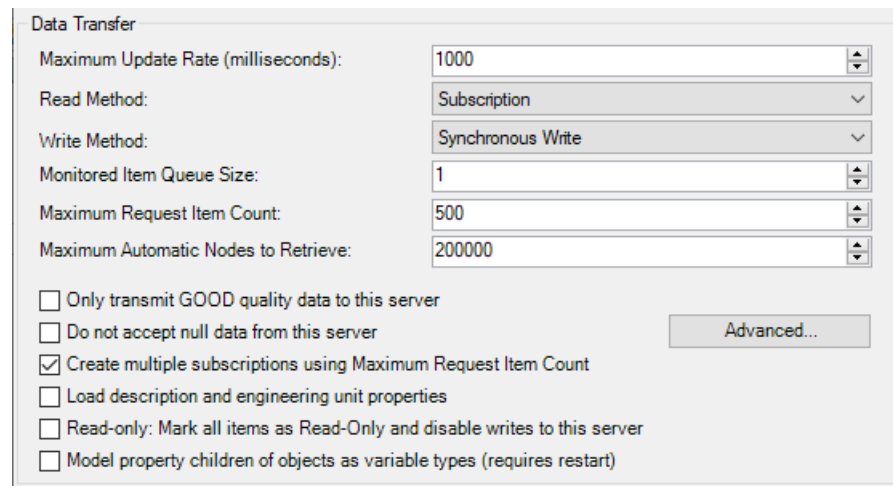 Data Transfer
Maximum Update Rate (milliseconds): 1000
Read Method: Subscription
Write Method: Synchronous Write
Monitored Item Queue Size: 1
Maximum Request Item Count: 500
Maximum Automatic Nodes to Retrieve: 200000
Only transmit GOOD quality data to this server
Do not accept null data from this server Advanced...
Create multiple subscriptions using Maximum Request Item Count
Load description and engineering unit properties
Read-only: Mark all items as Read-Only and disable writes to this server
Model property children of objects as variable types (requires restart)